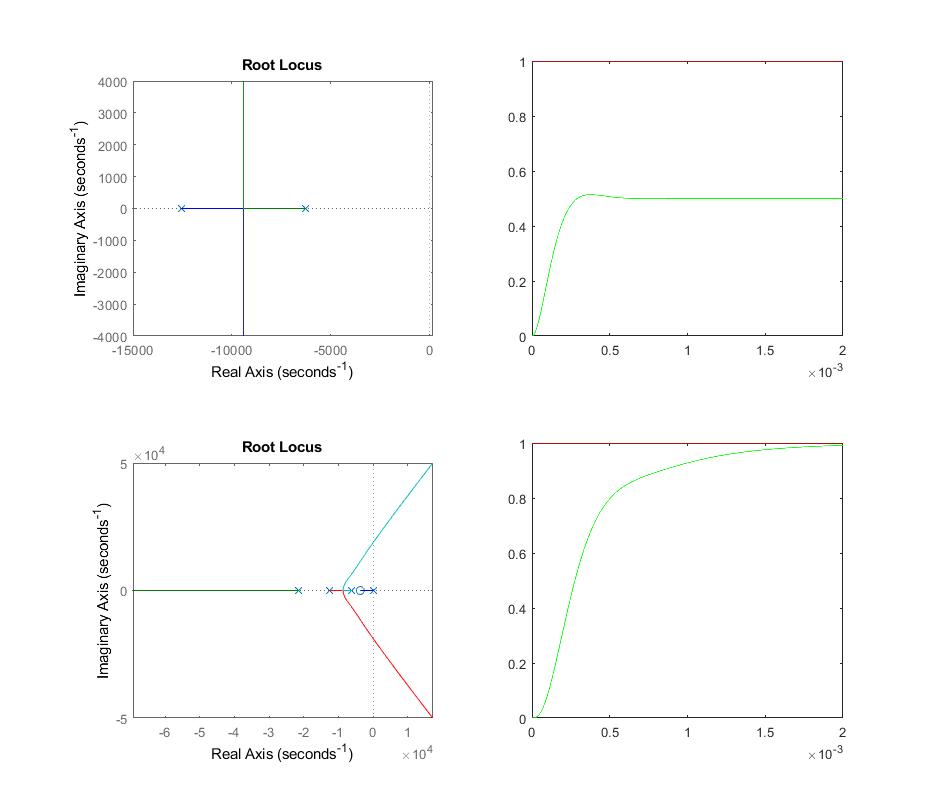 Root Locus
4000
3000
2000
1000
0
-1000
-2000
-3000
-4000
Imaginary Axis (seconds⁻¹)
-15000 -10000 -5000 0
Real Axis (seconds⁻¹)
1
0.8
0.6
0.4
0.2
0
0 0.5 1 1.5 2
×10⁻³
Root Locus
×10⁴
5
0
-5
Imaginary Axis (seconds⁻¹)
-6 -5 -4 -3 -2 -1 0 1
Real Axis (seconds⁻¹) ×10⁴
1
0.8
0.6
0.4
0.2
0
0 0.5 1 1.5 2
×10⁻³